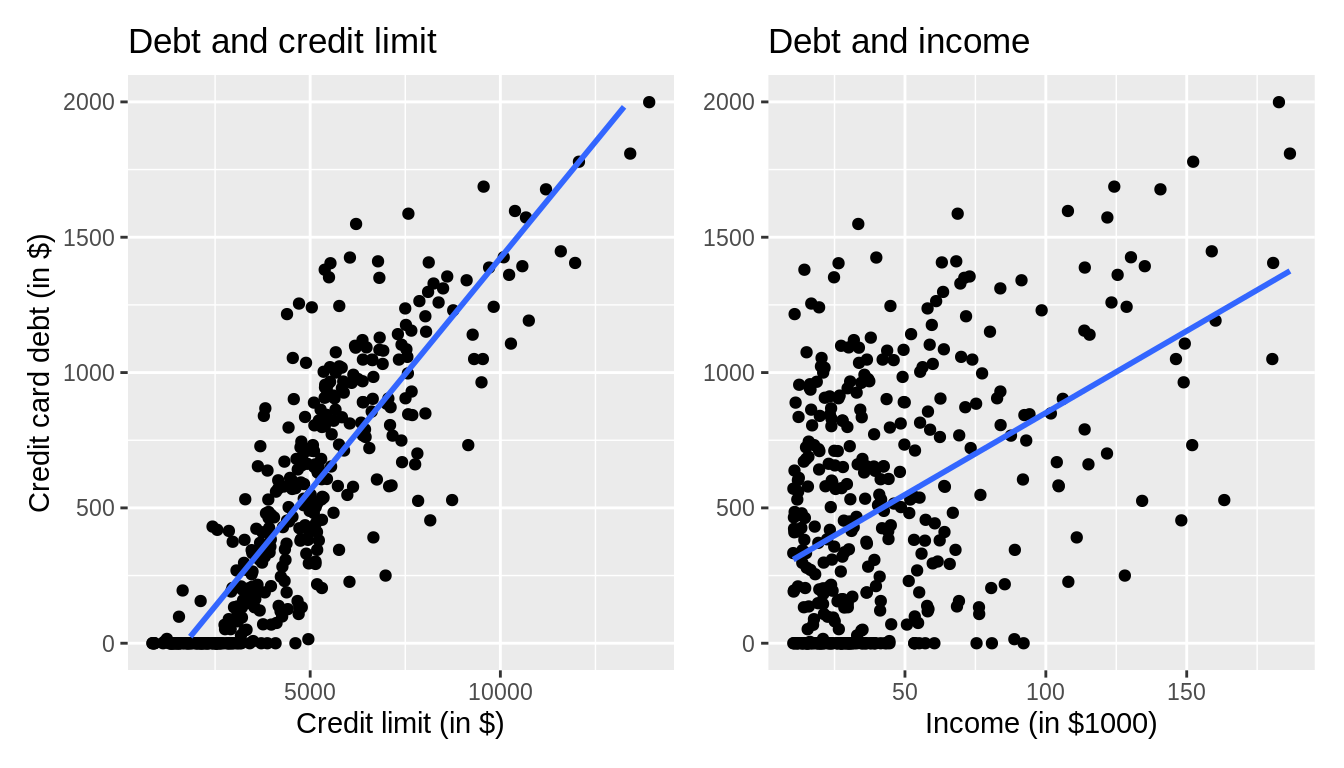 Debt and credit limit
2000
1500
1000
500
0
Credit card debt (in $)
5000 10000
Credit limit (in $)
Debt and income
2000
1500
1000
500
0
50 100 150
Income (in $1000)